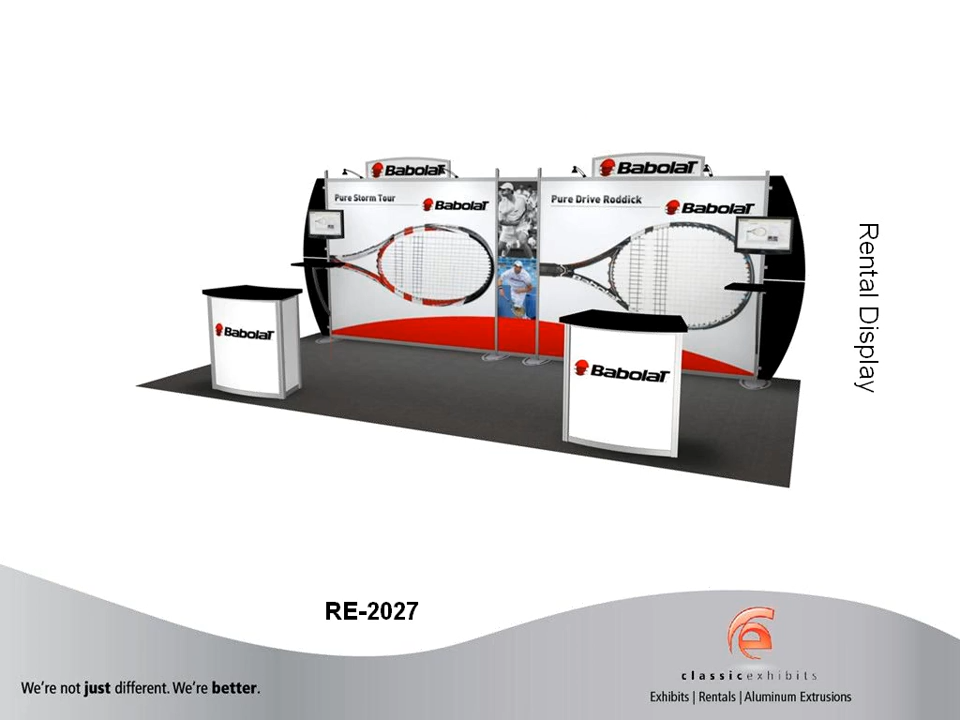 BabolaT
BabolaT
Pure Storm Tour
BabolaT
Pure Drive Roddick
BabolaT
BabolaT
BabolaT
Rental Display
RE-2027
We're not just different. We're better.
classicexhibits
Exhibits | Rentals | Aluminum Extrusions